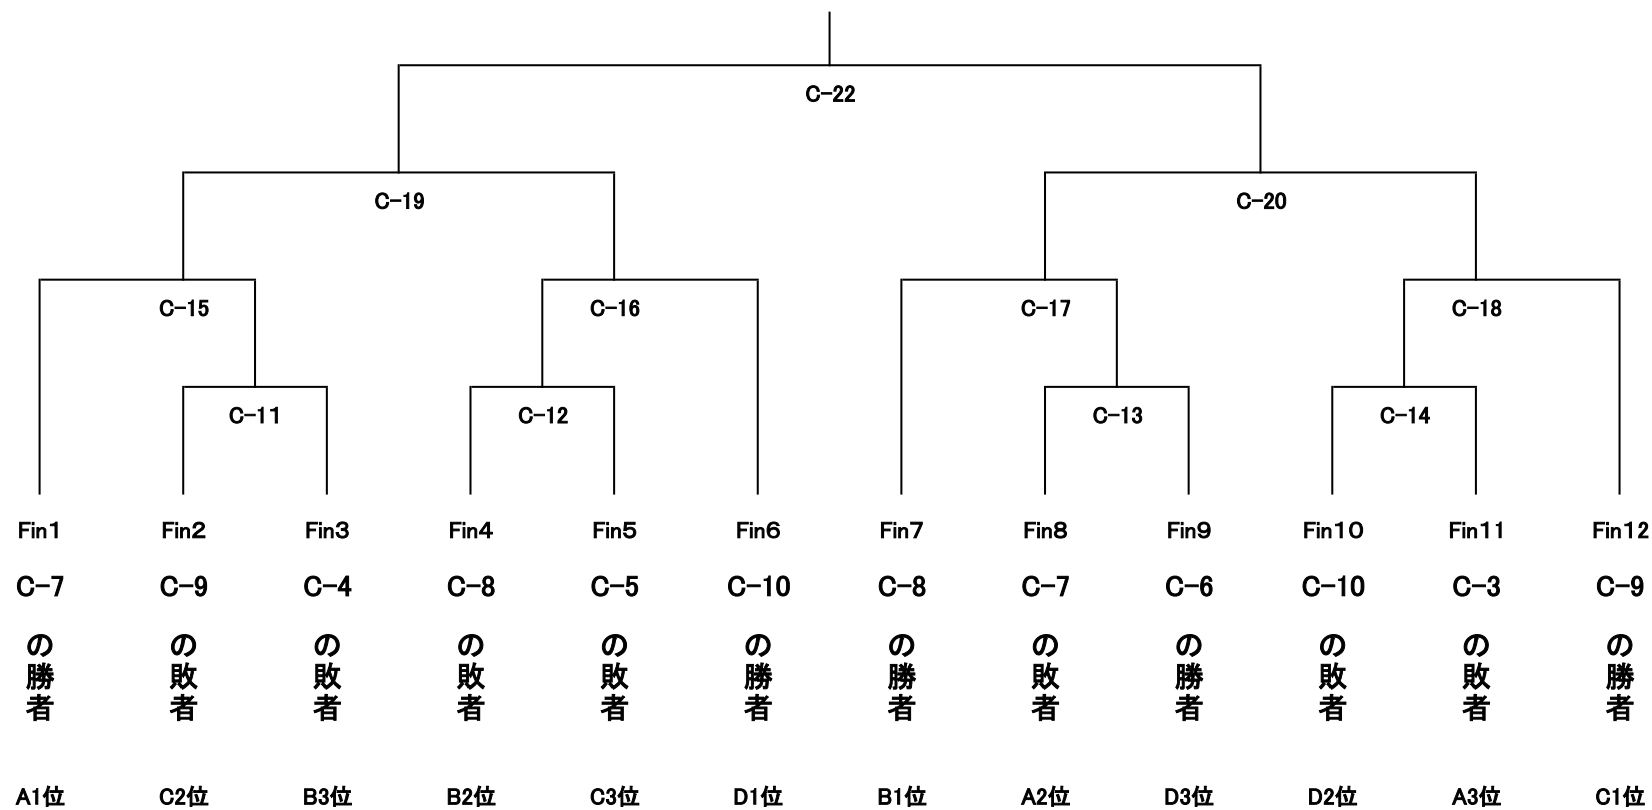 C-22
C-19
C-20
C-15
C-16
C-17
C-18
C-11
C-12
C-13
C-14
Fin1 Fin2 Fin3 Fin4 Fin5 Fin6 Fin7 Fin8 Fin9 Fin10 Fin11 Fin12
C-7 C-9 C-4 C-8 C-5 C-10 C-8 C-7 C-6 C-10 C-3 C-9
の勝者 の敗者 の敗者 の敗者 の敗者 の勝者 の勝者 の敗者 の勝者 の敗者 の敗者 の勝者
A1位 C2位 B3位 B2位 C3位 D1位 B1位 A2位 D3位 D2位 A3位 C1位